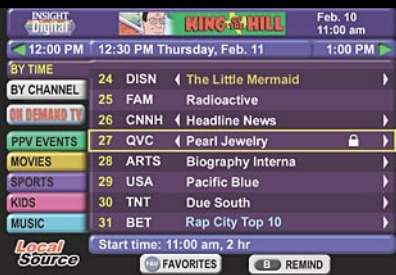 INSIGHT
Digital
KING of the HILL
Feb. 10
11:00 am
12:00 PM
12:30 PM Thursday, Feb. 11
1:00 PM
BY TIME
BY CHANNEL
ON DEMAND TV
PPV EVENTS
MOVIES
SPORTS
KIDS
MUSIC
24 DISN The Little Mermaid
25 FAM Radioactive
26 CNNH Headline News
27 QVC Pearl Jewelry
28 ARTS Biography Interna
29 USA Pacific Blue
30 TNT Due South
31 BET Rap City Top 10
Local
Source
Start time: 11:00 am, 2 hr
FAV FAVORITES
B REMIND